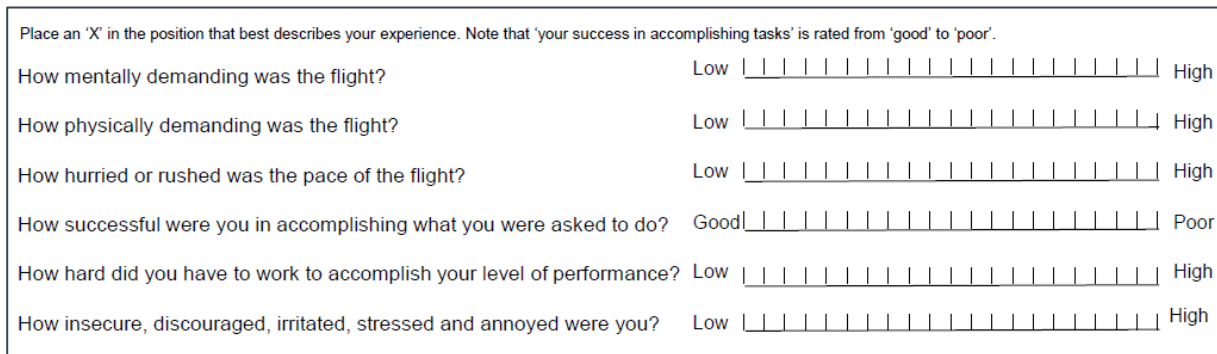 Place an ‘X’ in the position that best describes your experience. Note that ‘your success in accomplishing tasks’ is rated from ‘good’ to ‘poor’.
How mentally demanding was the flight? Low High
How physically demanding was the flight? Low High
How hurried or rushed was the pace of the flight? Low High
How successful were you in accomplishing what you were asked to do? Good Poor
How hard did you have to work to accomplish your level of performance? Low High
How insecure, discouraged, irritated, stressed and annoyed were you? Low High